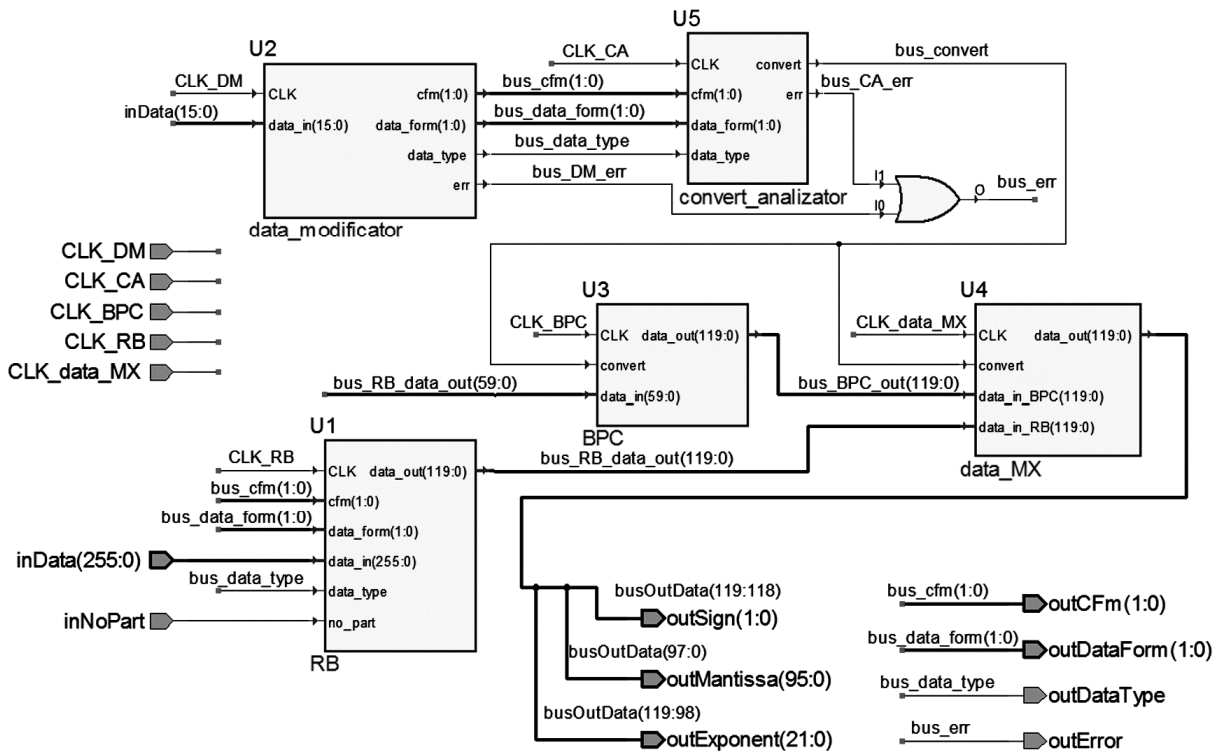 U2
CLK_DM
inData(15:0)
CLK
data_in(15:0)
cfm(1:0)
data_form(1:0)
data_type
err
data_modificator
bus_cfm(1:0)
bus_data_form(1:0)
bus_data_type
bus_DM_err
U5
CLK_CA
CLK
cfm(1:0)
data_form(1:0)
data_type
convert
err
convert_analizator
bus_convert
bus_CA_err
I1
I0
O
bus_err
CLK_DM
CLK_CA
CLK_BPC
CLK_RB
CLK_data_MX
U3
CLK_BPC
CLK
data_out(119:0)
convert
bus_RB_data_out(59:0)
data_in(59:0)
BPC
bus_BPC_out(119:0)
U4
CLK_data_MX
CLK
data_out(119:0)
convert
data_in_BPC(119:0)
data_in_RB(119:0)
data_MX
U1
CLK_RB
CLK
data_out(119:0)
bus_RB_data_out(119:0)
bus_cfm(1:0)
cfm(1:0)
bus_data_form(1:0)
data_form(1:0)
inData(255:0)
data_in(255:0)
bus_data_type
data_type
inNoPart
no_part
RB
busOutData(119:118)
outSign(1:0)
busOutData(97:0)
outMantissa(95:0)
busOutData(119:98)
outExponent(21:0)
bus_cfm(1:0)
outCFm(1:0)
bus_data_form(1:0)
outDataForm(1:0)
bus_data_type
outDataType
bus_err
outError